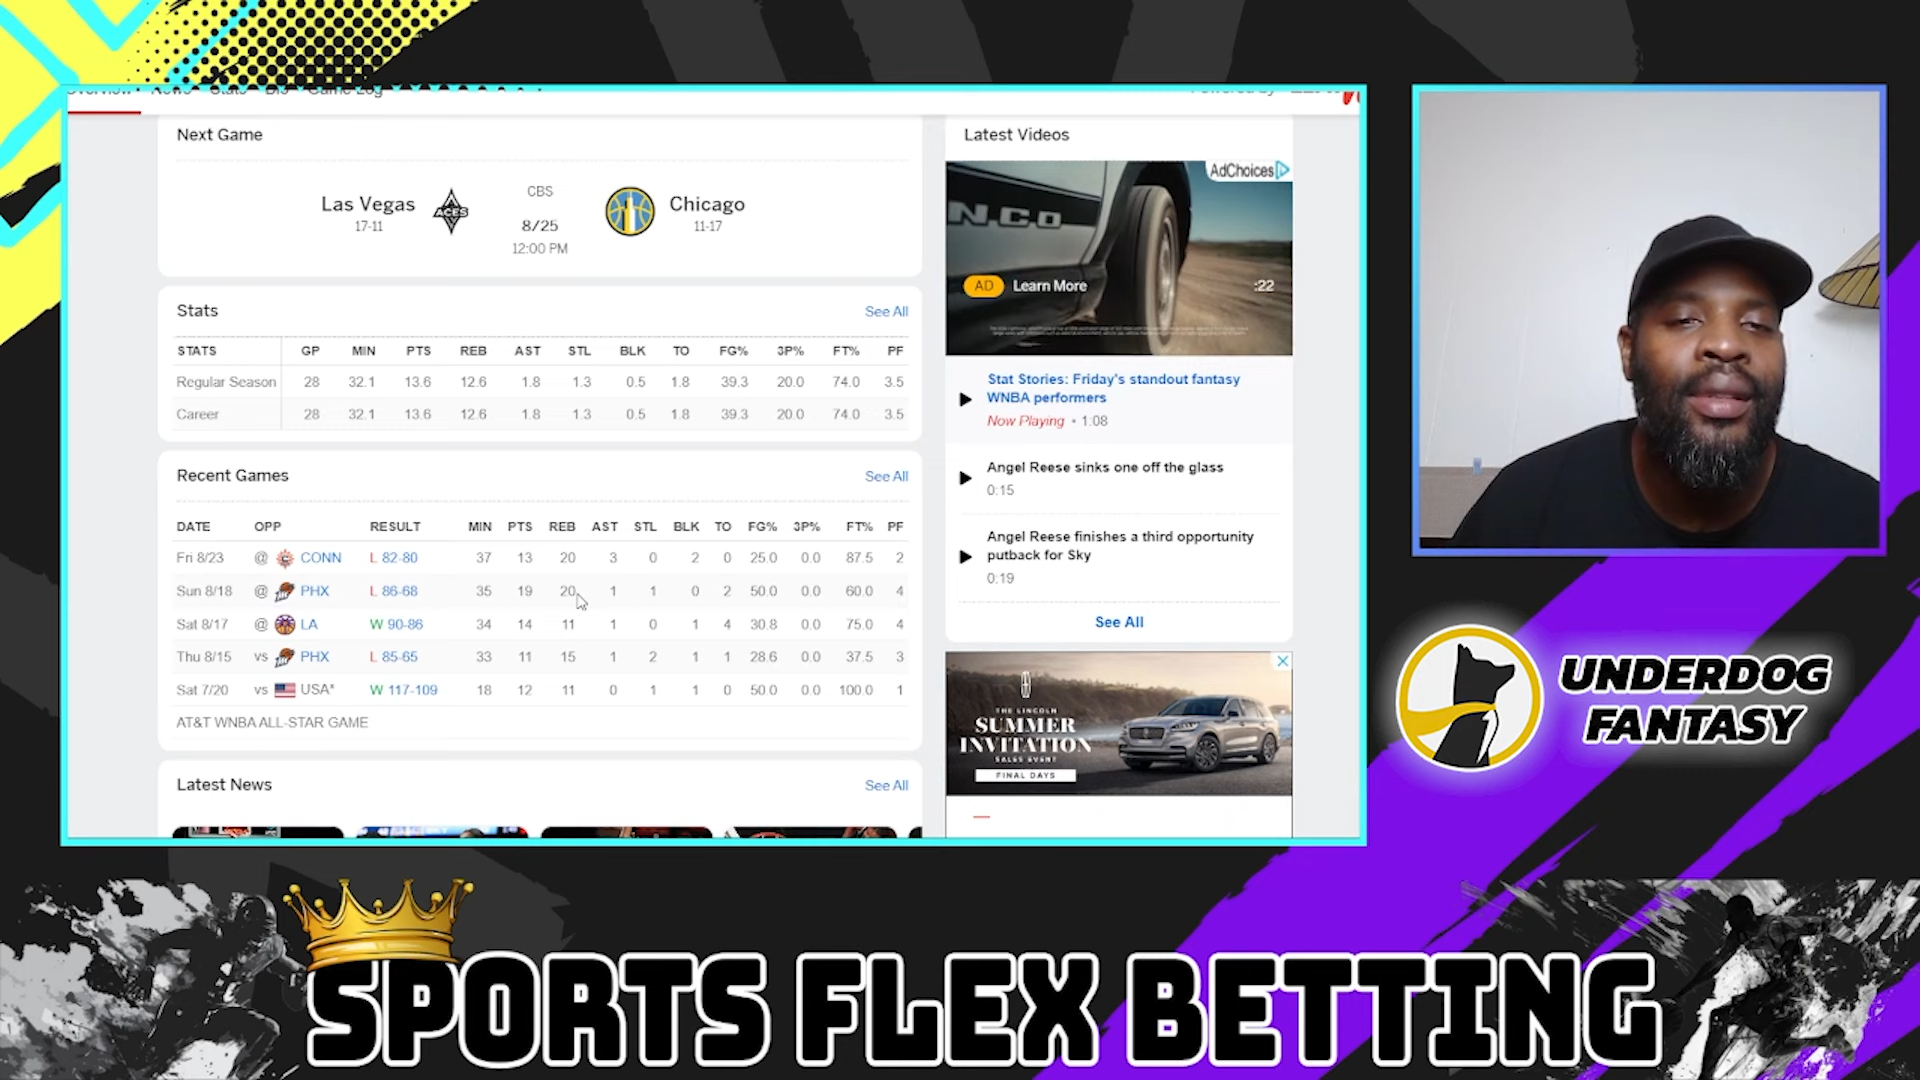 Next Game
Las Vegas
17-11
ACES
CBS
8/25
12:00 PM
Chicago
11-17
Stats
See All
STATS GP MIN PTS REB AST STL BLK TO FG% 3P% FT% PF
Regular Season 28 32.1 13.6 12.6 1.8 1.3 0.5 1.8 39.3 20.0 74.0 3.5
Career 28 32.1 13.6 12.6 1.8 1.3 0.5 1.8 39.3 20.0 74.0 3.5
Recent Games
See All
DATE OPP RESULT MIN PTS REB AST STL BLK TO FG% 3P% FT% PF
Fri 8/23 @ CONN L 82-80 37 13 20 3 0 2 0 25.0 0.0 87.5 2
Sun 8/18 @ PHX L 86-68 35 19 20 1 1 0 2 50.0 0.0 60.0 4
Sat 8/17 @ LA W 90-86 34 14 11 1 0 1 4 30.8 0.0 75.0 4
Thu 8/15 vs PHX L 85-65 33 11 15 1 2 1 1 28.6 0.0 37.5 3
Sat 7/20 vs USA* W 117-109 18 12 11 0 1 1 0 50.0 0.0 100.0 1
AT&T WNBA ALL-STAR GAME
Latest News
See All
Latest Videos
AdChoices
NCO
AD Learn More :22
Stat Stories: Friday's standout fantasy
WNBA performers
Now Playing • 1:08
Angel Reese sinks one off the glass
0:15
Angel Reese finishes a third opportunity
putback for Sky
0:19
See All
THE LINCOLN
SUMMER
INVITATION
SALES EVENT
FINAL DAYS
UNDERDOG
FANTASY
SPORTS FLEX BETTING